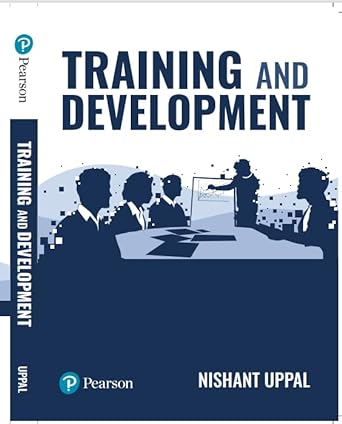 Pearson
TRAINING AND DEVELOPMENT
UPPAL
TRAINING AND
DEVELOPMENT
Pearson
NISHANT UPPAL